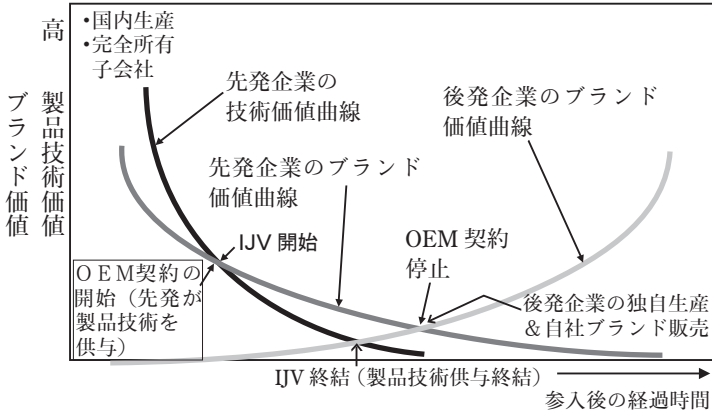 高
ブランド価値
製品技術価値
•国内生産
•完全所有
子会社
先発企業の
技術価値曲線
後発企業のブランド
価値曲線
先発企業のブランド
価値曲線
IJV 開始
OEM 契約
停止
OEM契約の
開始（先発が
製品技術を
供与）
後発企業の独自生産
＆自社ブランド販売
IJV 終結（製品技術供与終結）
参入後の経過時間